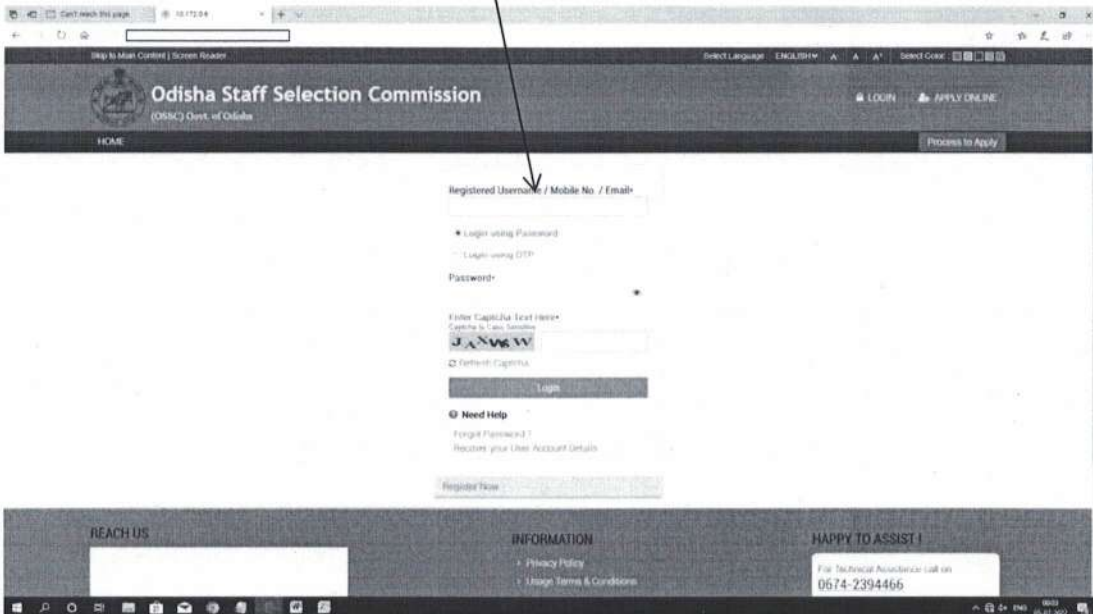 Can't reach this page
Skip to Main Content | Screen Reader
Select Language ENGLISH A- A A+ Select Color
Odisha Staff Selection Commission
(OSSC) Govt. of Odisha
LOGIN APPLY ONLINE
HOME
Process to Apply
Registered Username / Mobile No. / Email*
Login using Password
Login using OTP
Password*
Enter Captcha Text Here*
Captcha is Case Sensitive
Refresh Captcha
Login
Need Help
Forgot Password ?
Receive your User Account Details
Register Now
REACH US
INFORMATION
Privacy Policy
Usage Terms & Conditions
HAPPY TO ASSIST !
For Technical Assistance call on
0674-2394466
ENG